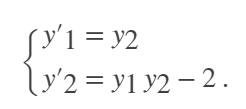 y'1 = y2
y'2 = y1 y2 − 2.